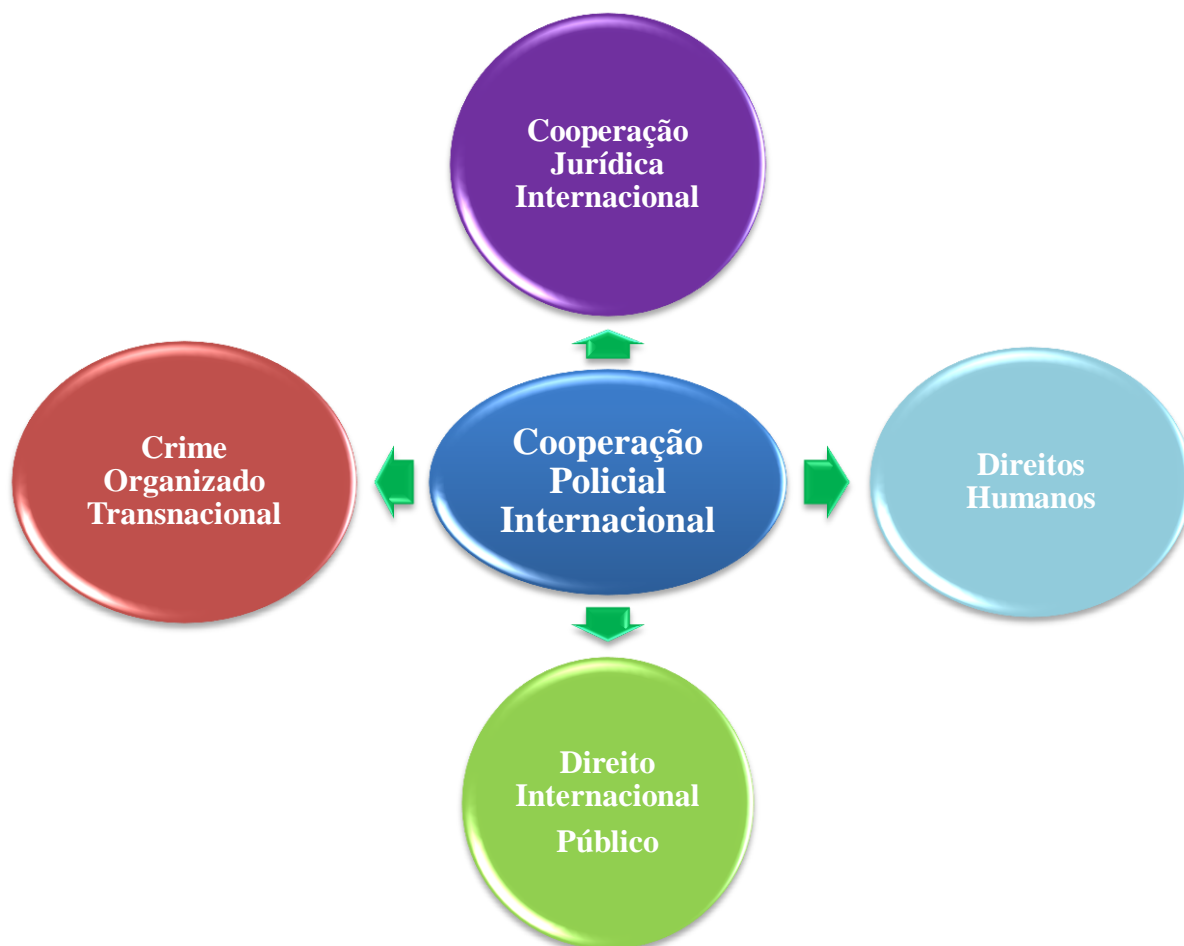 Cooperação
Jurídica
Internacional
Crime
Organizado
Transnacional
Cooperação
Policial
Internacional
Direitos
Humanos
Direito
Internacional
Público